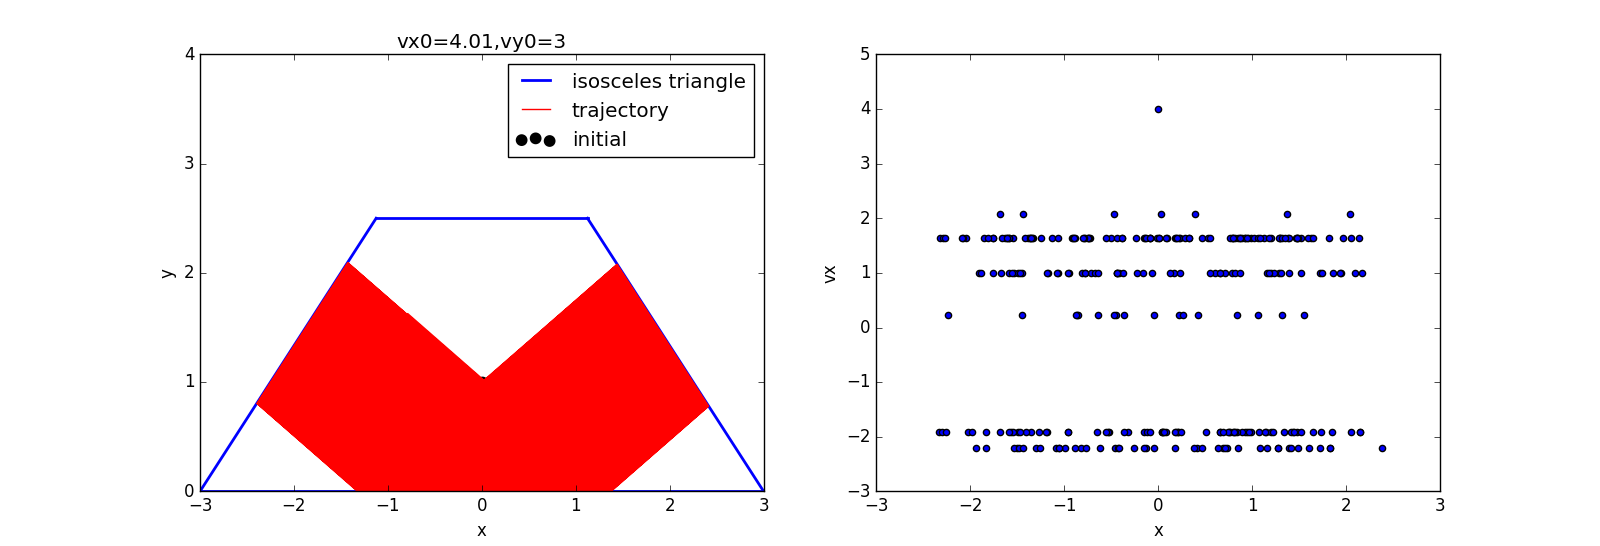 vx0=4.01,vy0=3
isosceles triangle
trajectory
initial
4
3
2
1
0
y
−3 −2 −1 0 1 2 3
x
5
4
3
2
1
0
−1
−2
−3
vx
−3 −2 −1 0 1 2 3
x